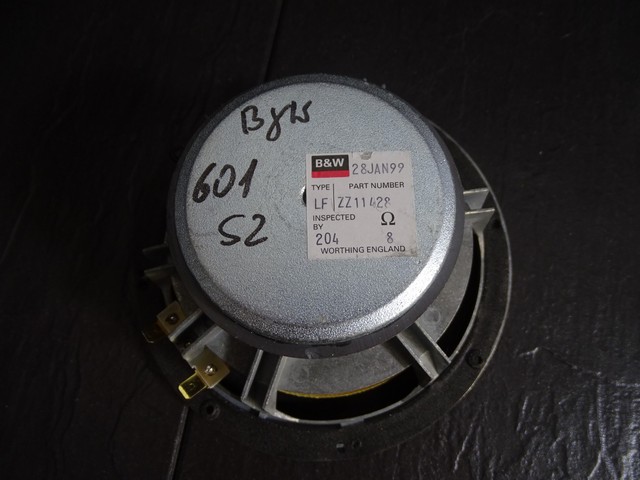 B&W
601
S2
B&W 28JAN99
TYPE PART NUMBER
LF ZZ11428
INSPECTED Ω
BY
204 8
WORTHING ENGLAND